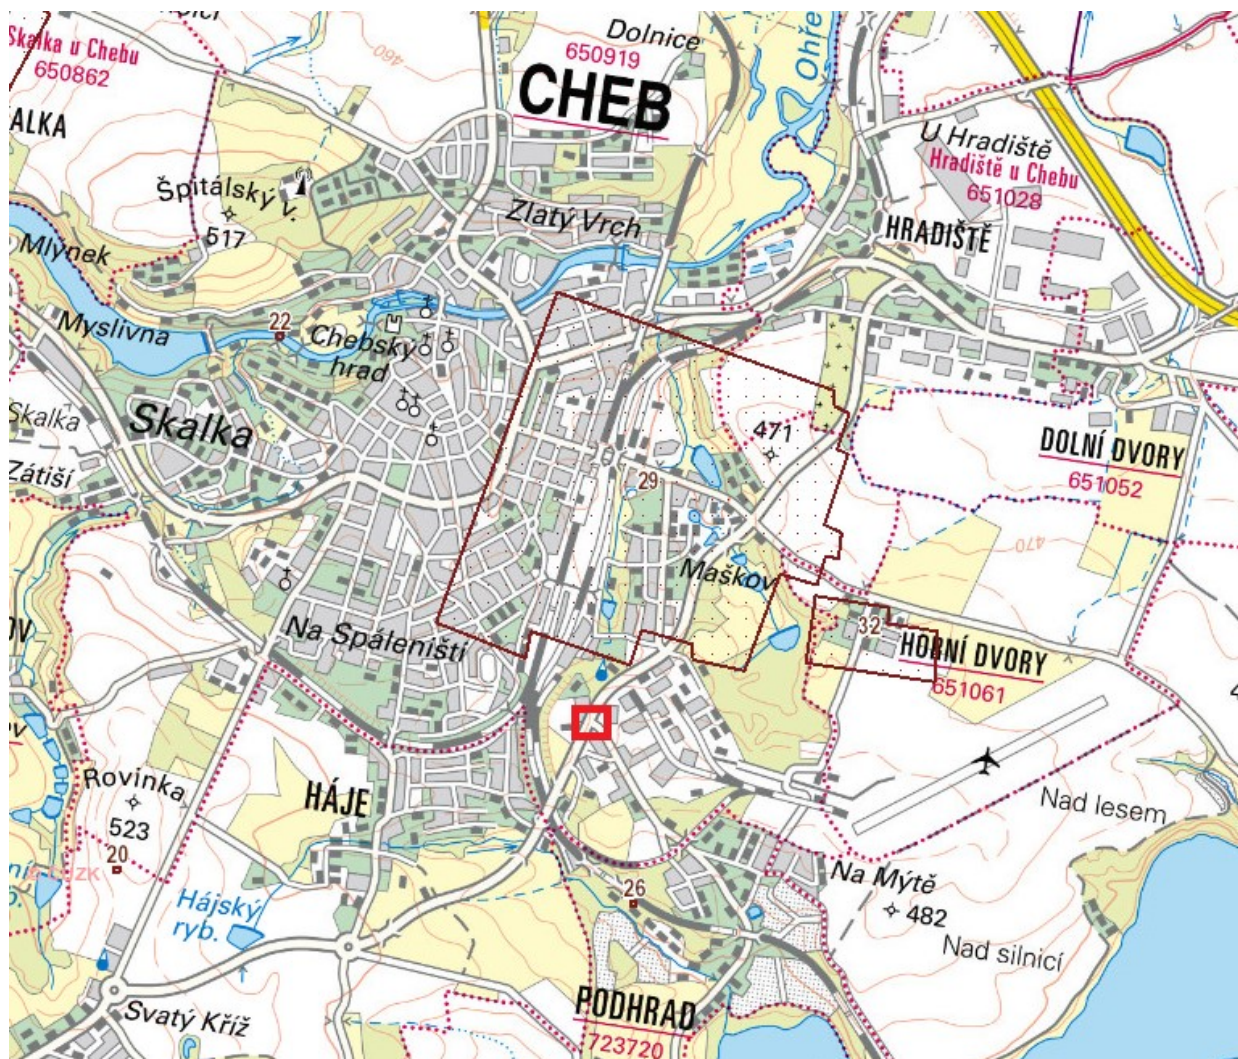 Skalka u Chebu
650862
Dolnice
650919
CHEB
Ohře
ALKA
U Hradiště
Hradiště u Chebu
651028
Špitálský v.
517
Zlatý Vrch
HRADIŠTĚ
Mlýnek
Myslivna
22
Chebský
hrad
Skalka
Skalka
Zátiší
471
29
DOLNÍ DVORY
651052
470
460
Maškov
Na Spáleništi
32
HORNÍ DVORY
651061
Rovinka
523
20
HÁJE
Nad lesem
Hájský
ryb.
26
Na Mýtě
482
Nad silnicí
PODHRAD
723720
Svatý Kříž